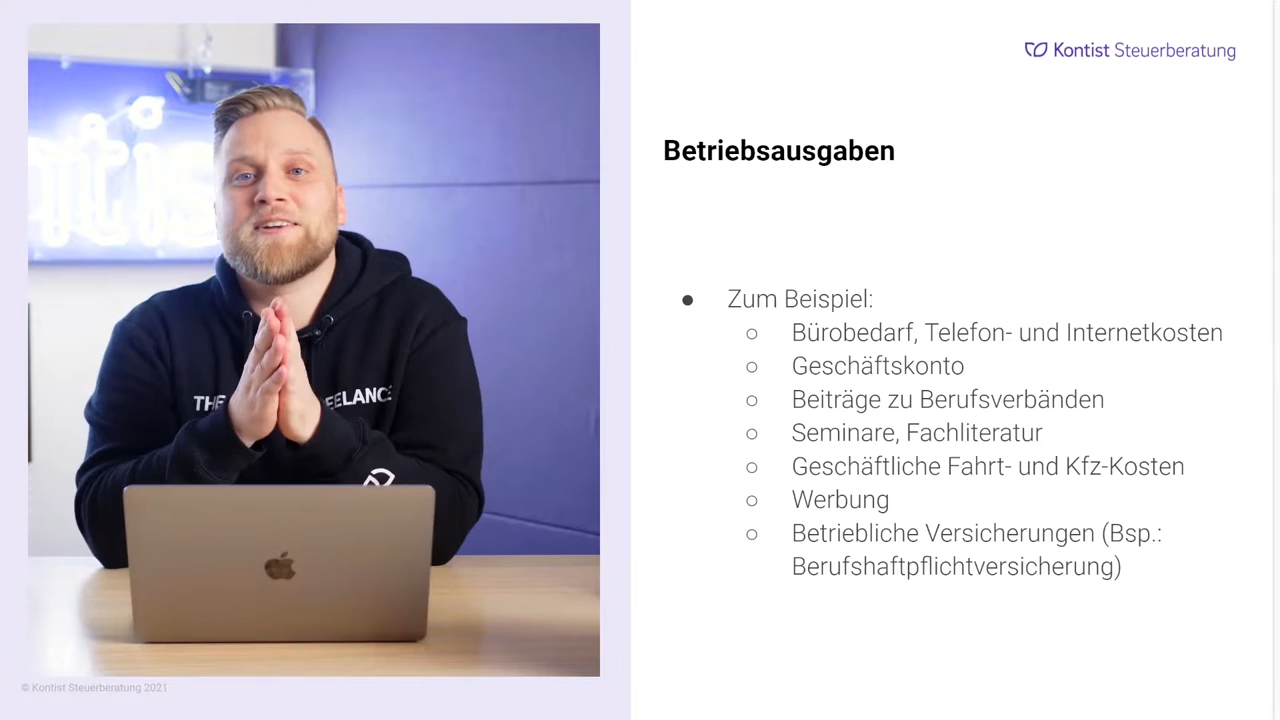 Kontist Steuerberatung
Betriebsausgaben
● Zum Beispiel:
○ Bürobedarf, Telefon- und Internetkosten
○ Geschäftskonto
○ Beiträge zu Berufsverbänden
○ Seminare, Fachliteratur
○ Geschäftliche Fahrt- und Kfz-Kosten
○ Werbung
○ Betriebliche Versicherungen (Bsp.:
Berufshaftpflichtversicherung)
THE
© Kontist Steuerberatung 2021